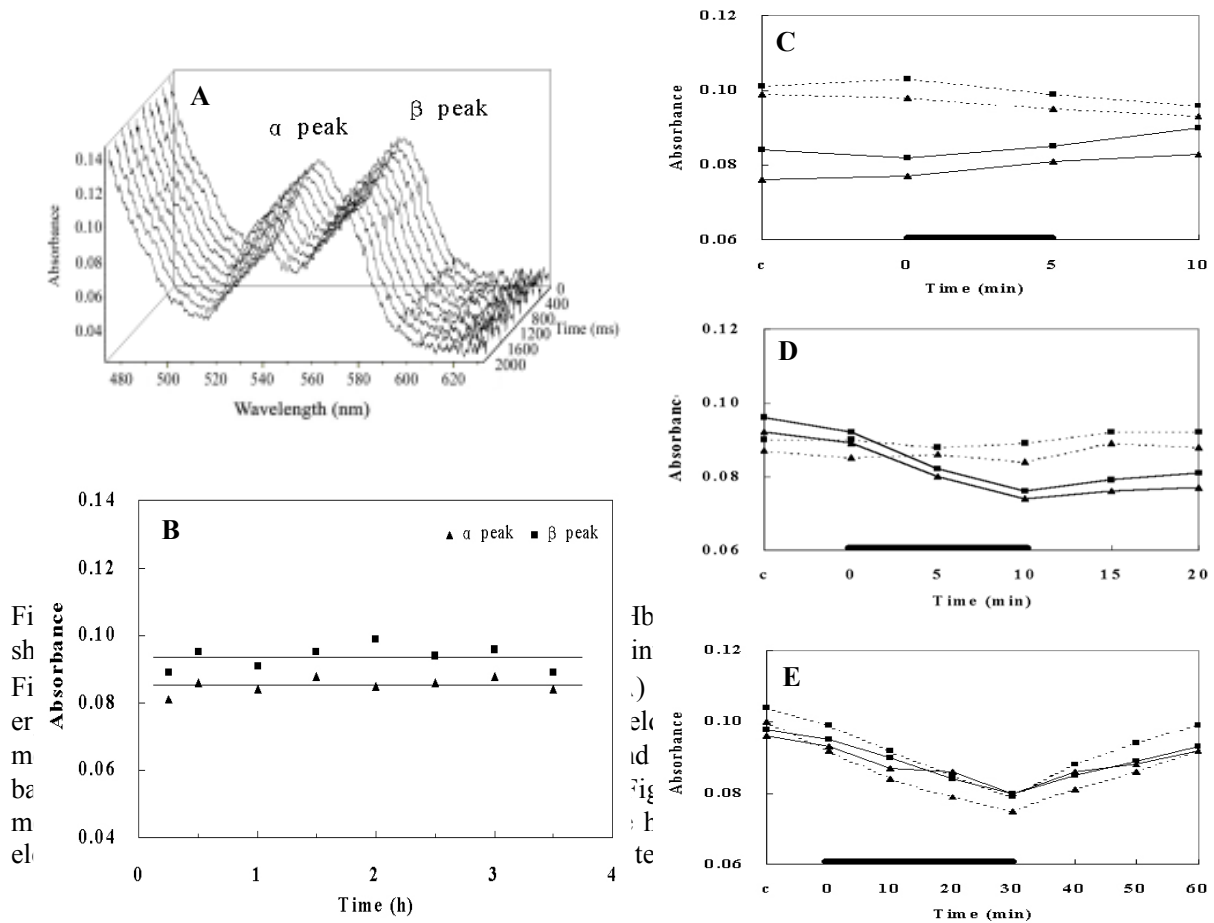 A
α peak
β peak
0.14
0.12
0.10
0.08
0.06
0.04
Absorbance
480 500 520 540 560 580 600 620
Wavelength (nm)
0
400
800
1200
1600
2000
Time (ms)
B
▲ α peak ■ β peak
0.14
0.12
0.10
0.08
0.06
0.04
Absorbance
0 1 2 3 4
Time (h)
C
0.12
0.10
0.08
0.06
Absorbance
c 0 5 10
Time (min)
D
0.12
0.10
0.08
0.06
Absorbanc
c 0 5 10 15 20
Time (min)
E
0.12
0.10
0.08
0.06
Absorbance
c 0 10 20 30 40 50 60
Time (min)